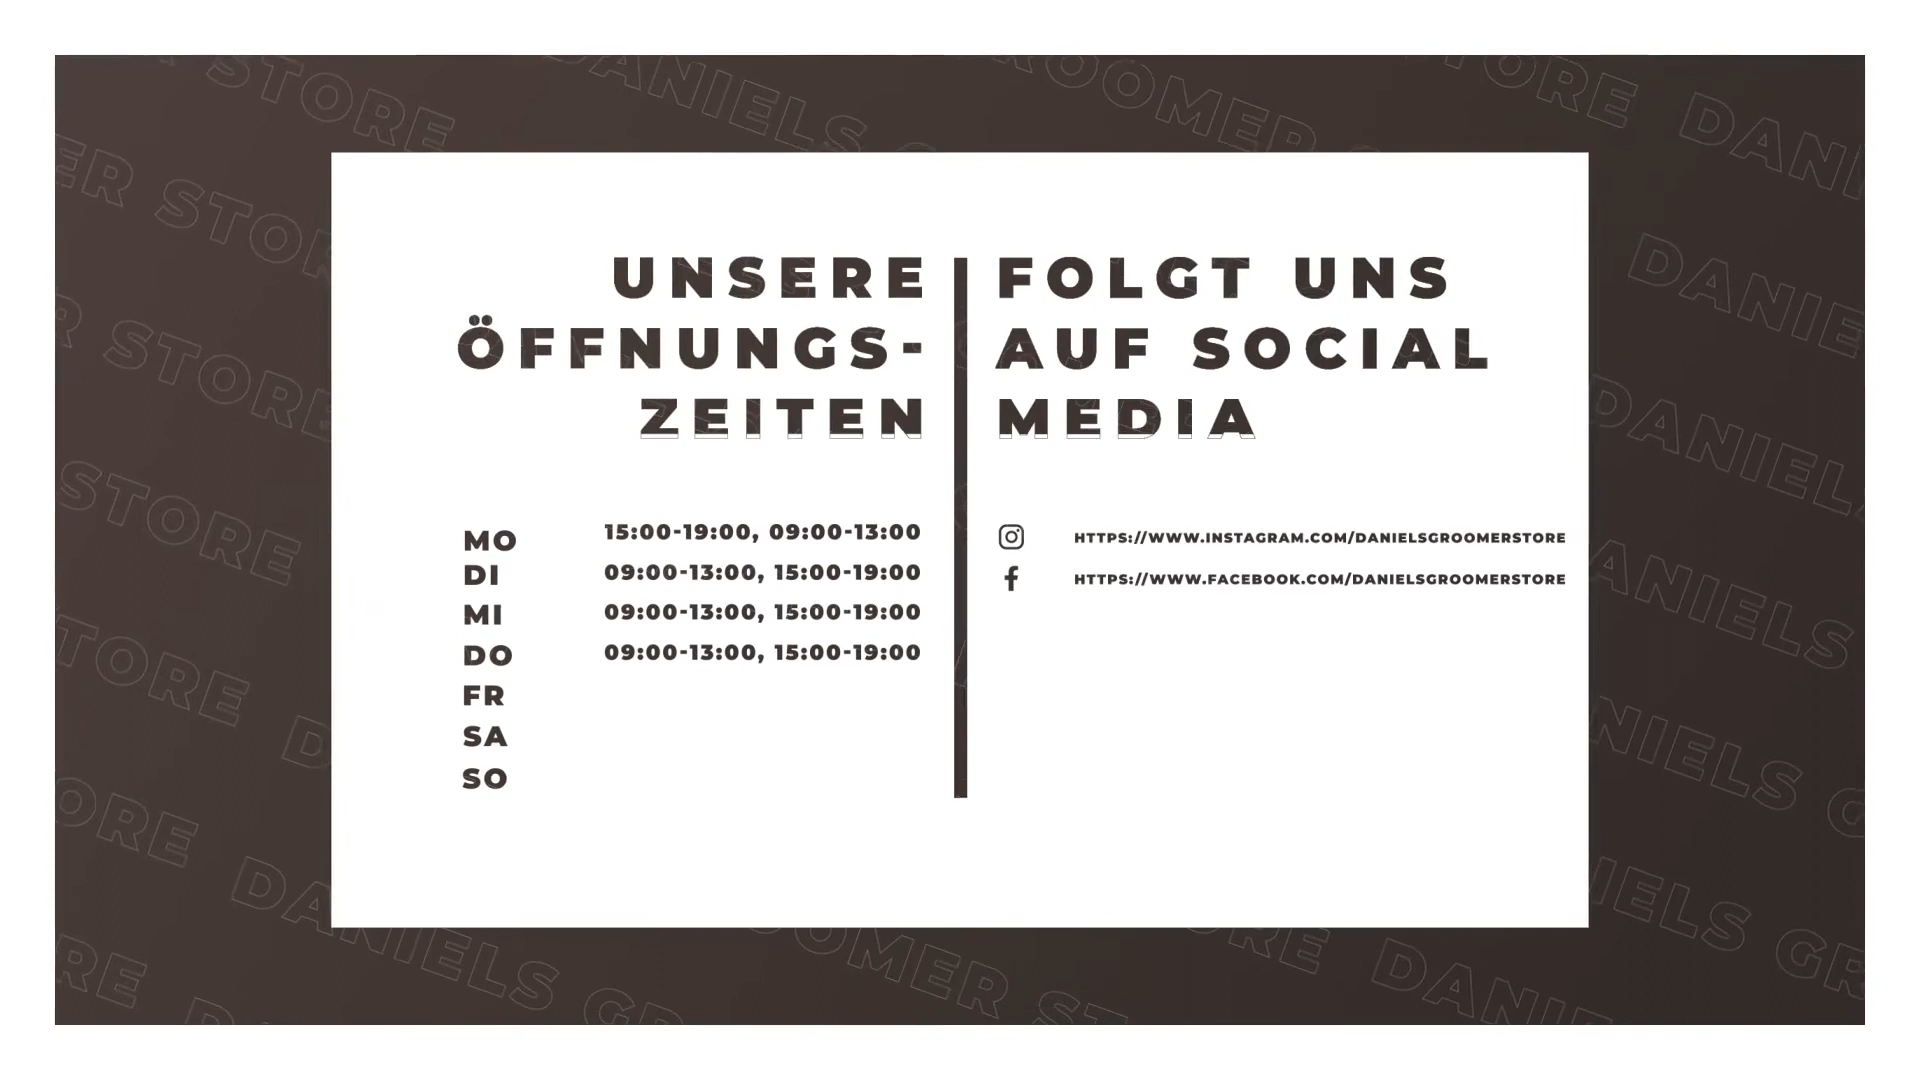 UNSERE
ÖFFNUNGS-
ZEITEN
MO 15:00-19:00, 09:00-13:00
DI 09:00-13:00, 15:00-19:00
MI 09:00-13:00, 15:00-19:00
DO 09:00-13:00, 15:00-19:00
FR
SA
SO
FOLGT UNS
AUF SOCIAL
MEDIA
HTTPS://WWW.INSTAGRAM.COM/DANIELSGROOMERSTORE
HTTPS://WWW.FACEBOOK.COM/DANIELSGROOMERSTORE